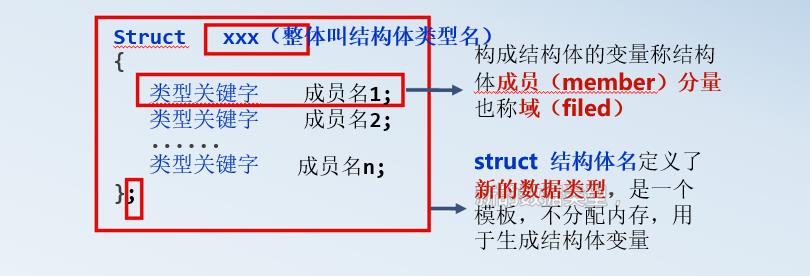 Struct xxx（整体叫结构体类型名）
{
类型关键字 成员名1;
类型关键字 成员名2;
......
类型关键字 成员名n;
};
构成结构体的变量称结构
体成员（member）分量
也称域（filed）
struct 结构体名定义了
新的数据类型，是一个
模板，不分配内存，用
于生成结构体变量